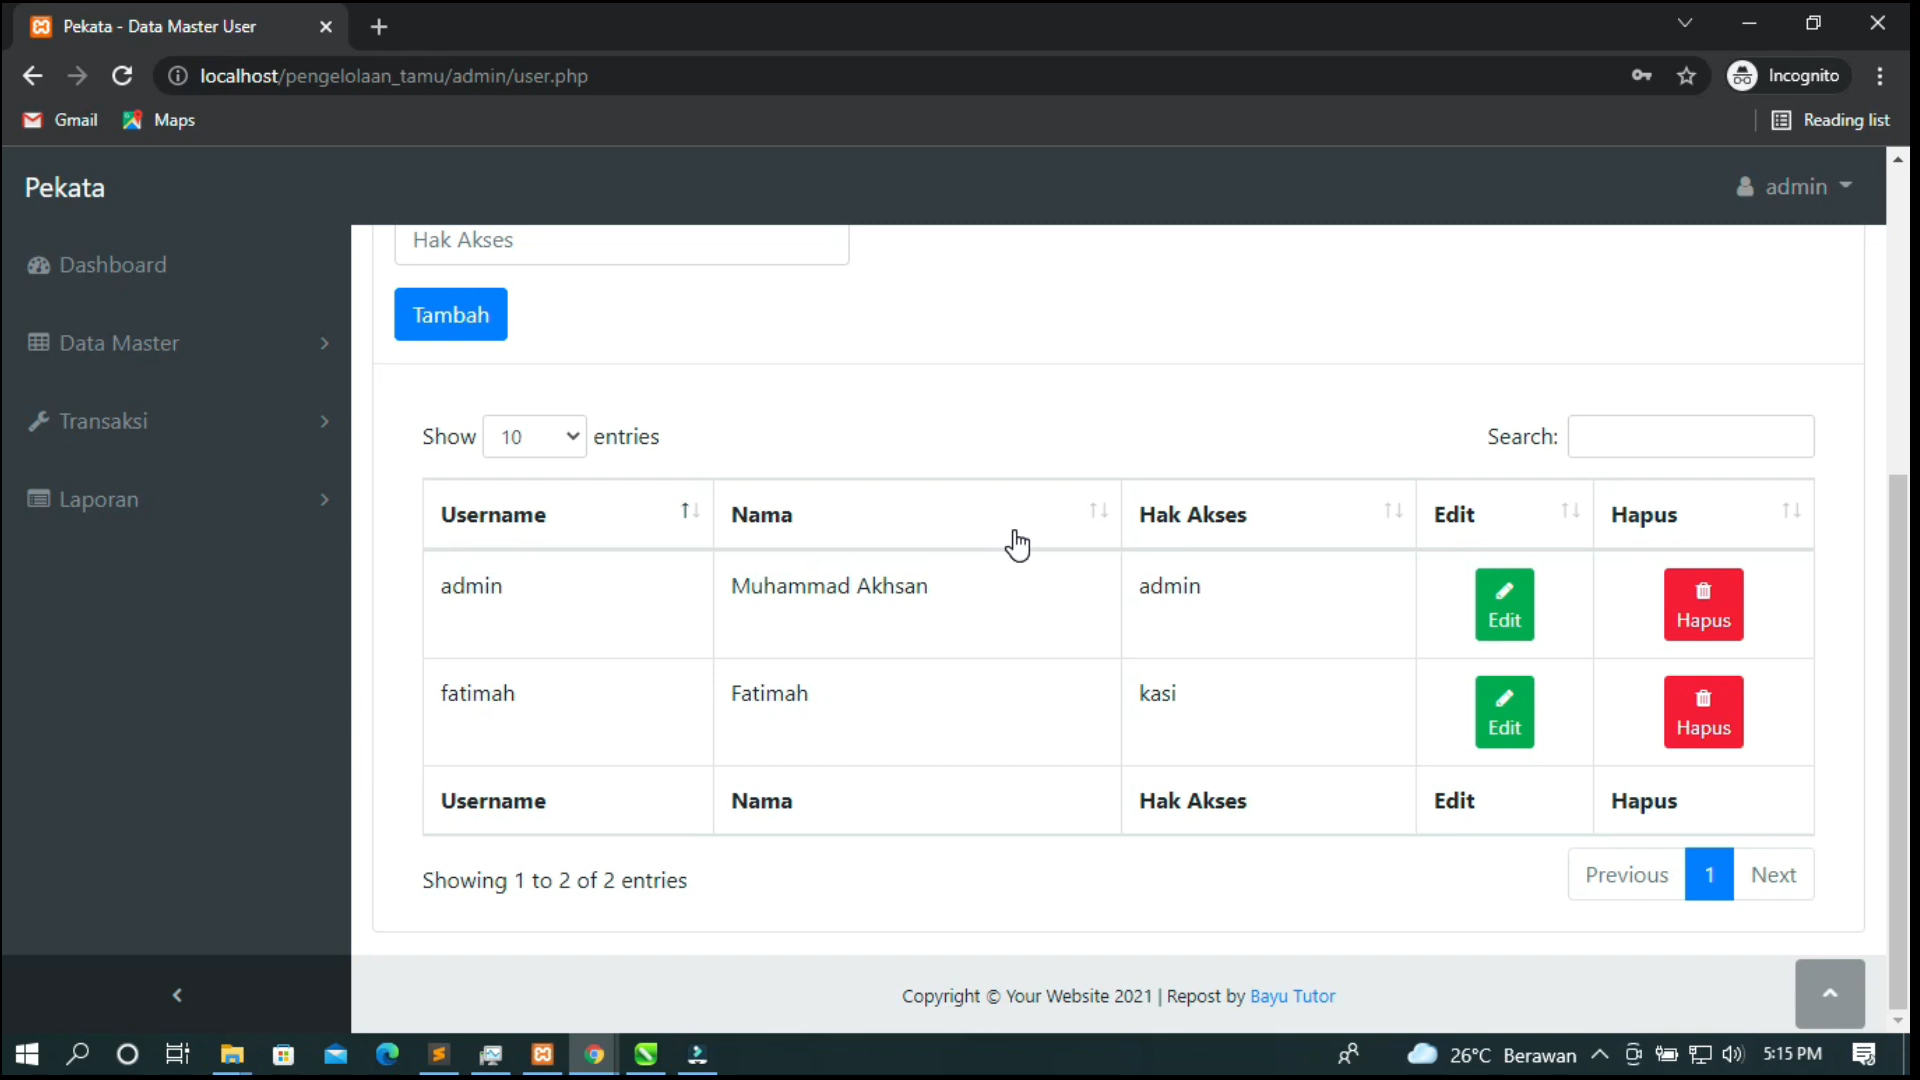 Pekata - Data Master User
localhost/pengelolaan_tamu/admin/user.php
Incognito
Gmail
Maps
Reading list
Pekata
admin
Dashboard
Data Master
Transaksi
Laporan
Hak Akses
Tambah
Show 10 entries
Search:
Username Nama Hak Akses Edit Hapus
admin Muhammad Akhsan admin Edit Hapus
fatimah Fatimah kasi Edit Hapus
Username Nama Hak Akses Edit Hapus
Showing 1 to 2 of 2 entries
Previous 1 Next
Copyright © Your Website 2021 | Repost by Bayu Tutor
26°C Berawan
5:15 PM